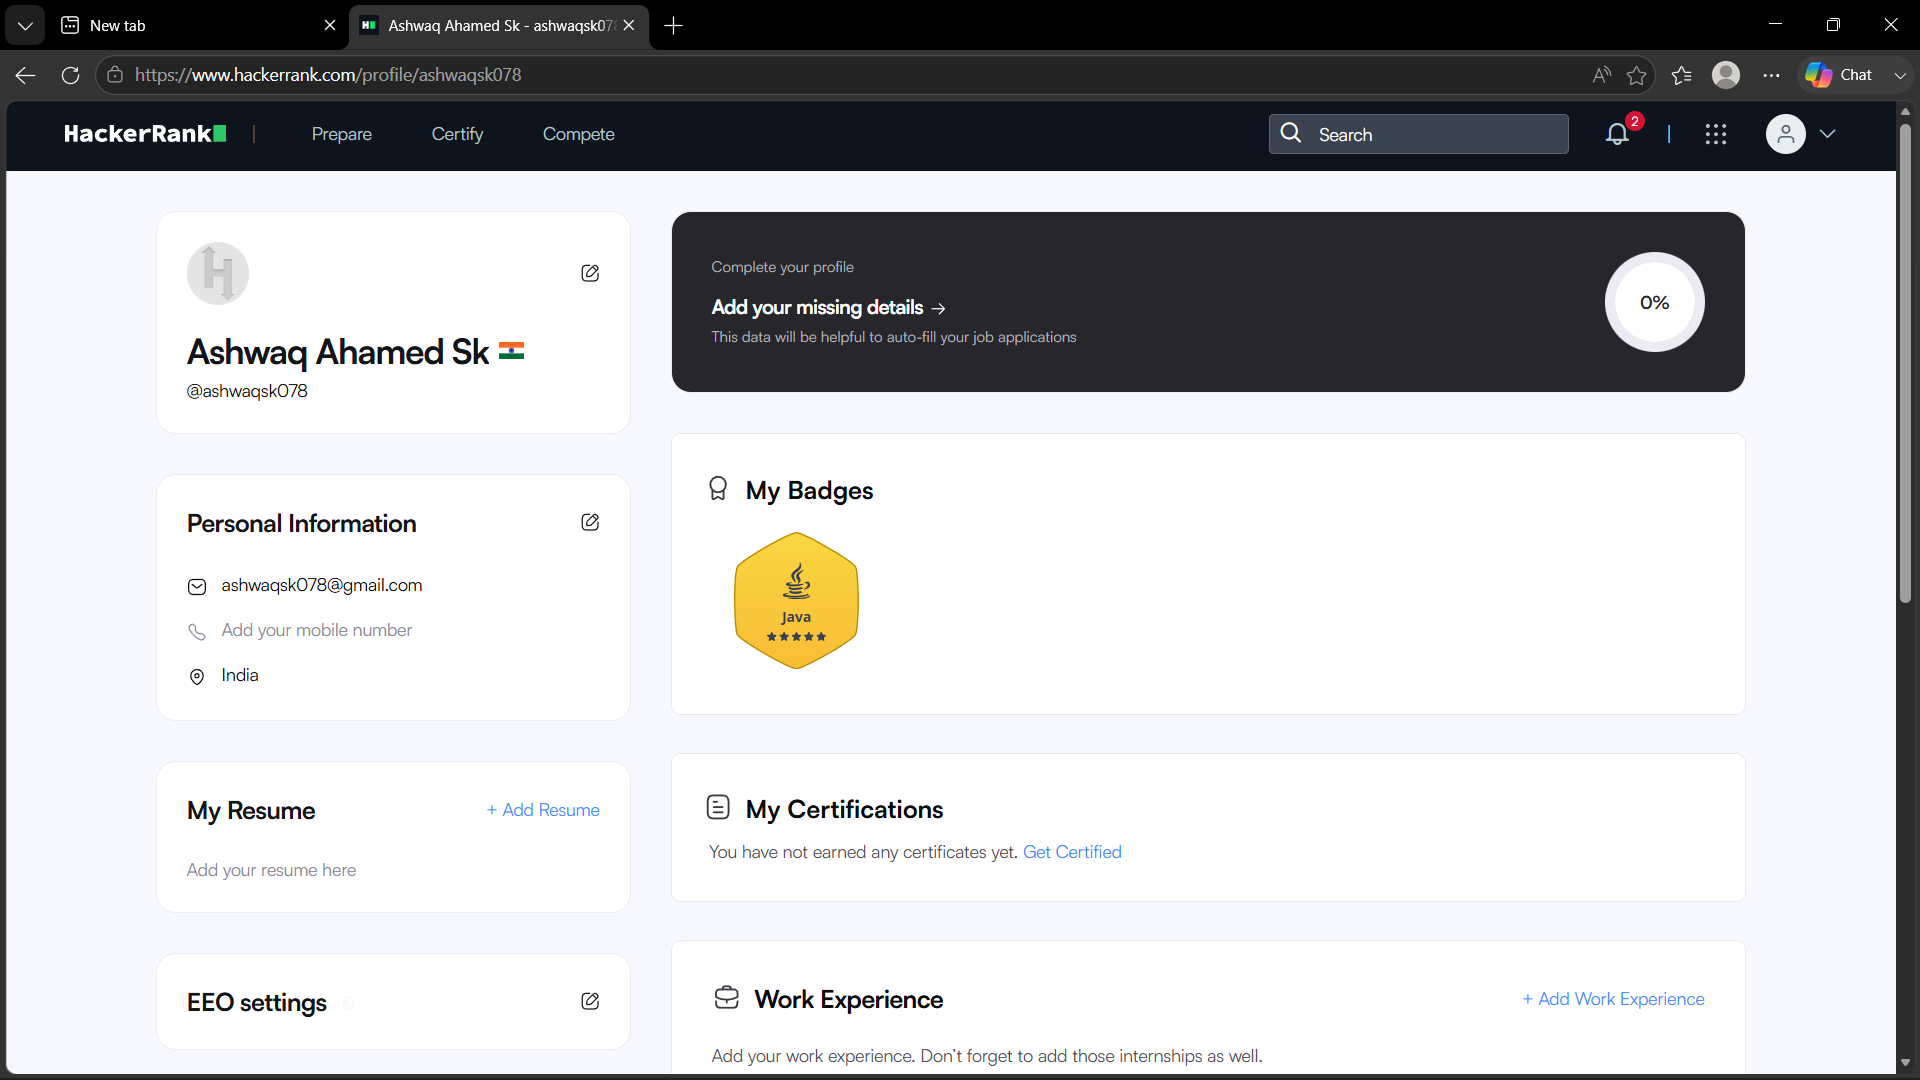 New tab
Ashwaq Ahamed Sk - ashwaqsk078
https://www.hackerrank.com/profile/ashwaqsk078
Chat
HackerRank
Prepare
Certify
Compete
Search
2
Ashwaq Ahamed Sk
@ashwaqsk078
Complete your profile
Add your missing details →
This data will be helpful to auto-fill your job applications
0%
Personal Information
ashwaqsk078@gmail.com
Add your mobile number
India
My Badges
Java
My Resume
+ Add Resume
Add your resume here
My Certifications
You have not earned any certificates yet. Get Certified
EEO settings
Work Experience
+ Add Work Experience
Add your work experience. Don't forget to add those internships as well.